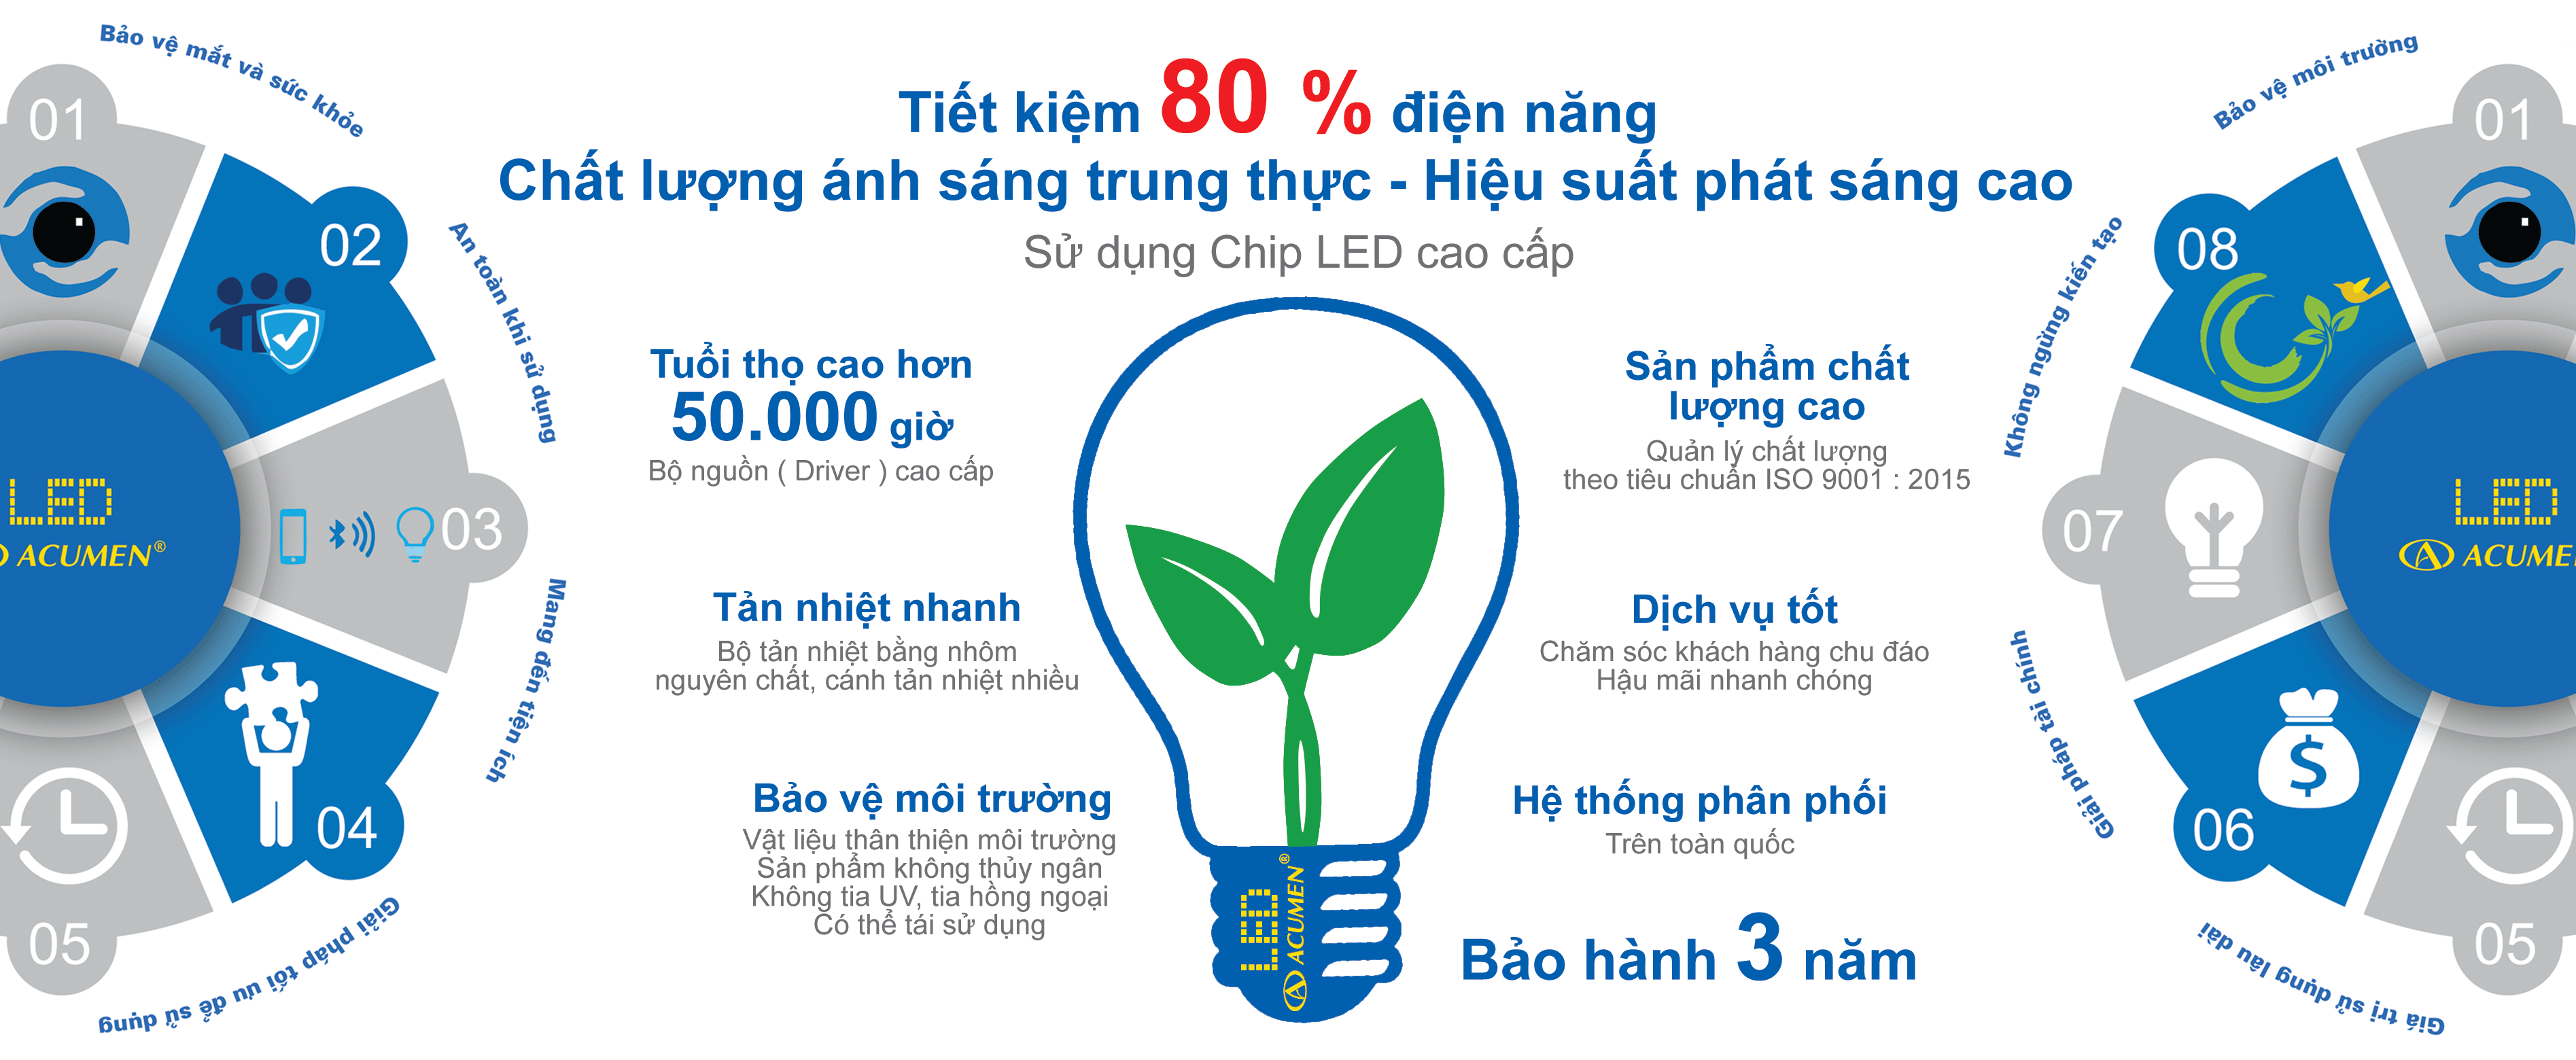 Bảo vệ mắt và sức khỏe
01
02
An toàn khi sử dụng
03
Mang đến tiện ích
04
Giải pháp tối ưu để sử dụng
05
LED
ACUMEN®
Tiết kiệm 80 % điện năng
Chất lượng ánh sáng trung thực - Hiệu suất phát sáng cao
Sử dụng Chip LED cao cấp
Tuổi thọ cao hơn
50.000 giờ
Bộ nguồn ( Driver ) cao cấp
Tản nhiệt nhanh
Bộ tản nhiệt bằng nhôm
nguyên chất, cánh tản nhiệt nhiều
Bảo vệ môi trường
Vật liệu thân thiện môi trường
Sản phẩm không thủy ngân
Không tia UV, tia hồng ngoại
Có thể tái sử dụng
LED
ACUMEN®
Sản phẩm chất
lượng cao
Quản lý chất lượng
theo tiêu chuẩn ISO 9001 : 2015
Dịch vụ tốt
Chăm sóc khách hàng chu đáo
Hậu mãi nhanh chóng
Hệ thống phân phối
Trên toàn quốc
Bảo hành 3 năm
Bảo vệ môi trường
01
08
Không ngừng kiến tạo
07
Giải pháp tài chính
06
Giá trị sử dụng lâu dài
05
LED
ACUME